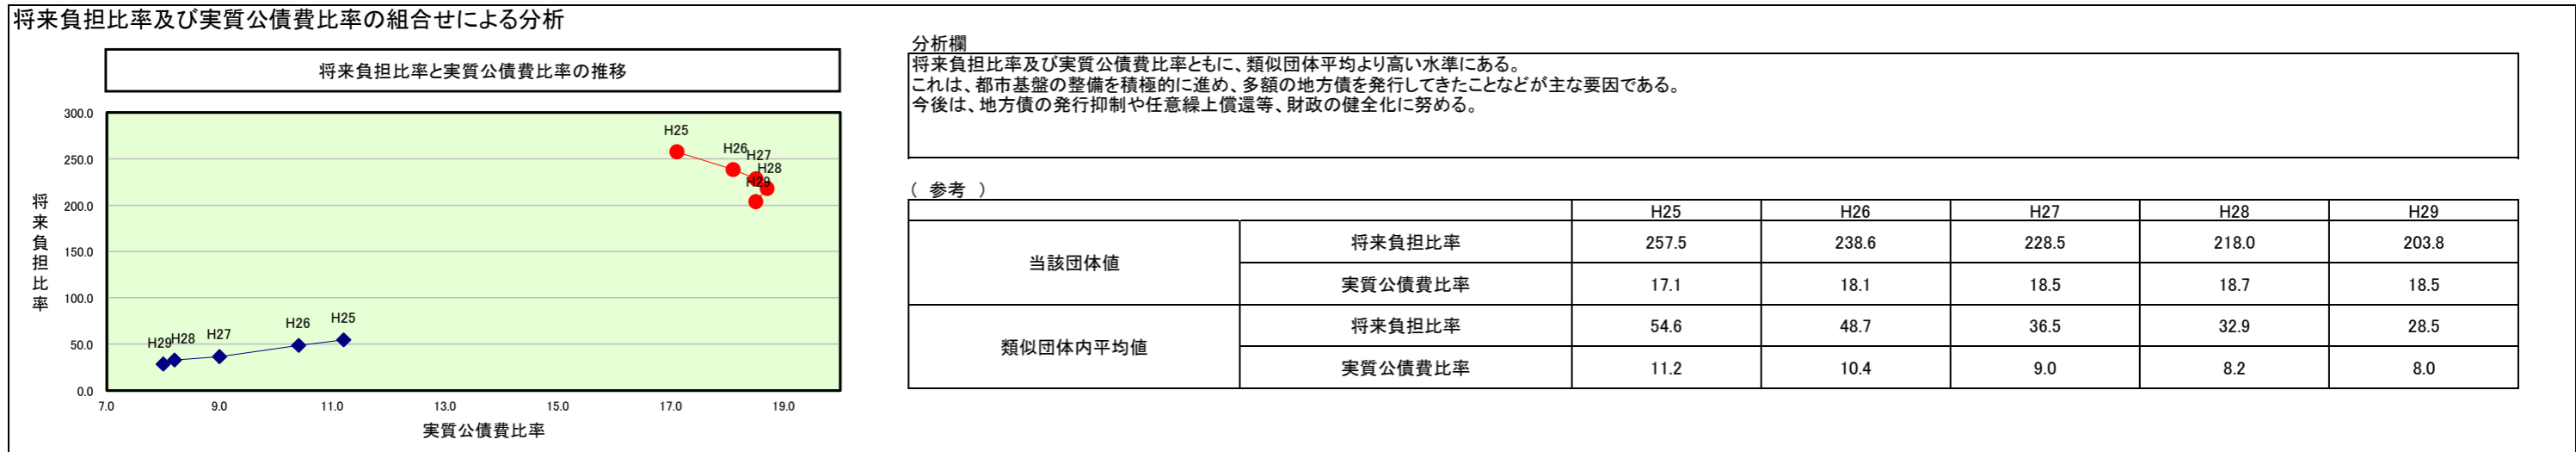 将来負担比率及び実質公債費比率の組合せによる分析
将来負担比率と実質公債費比率の推移
300.0
250.0
200.0
150.0
100.0
50.0
0.0
将来負担比率
H25
H26
H27
H28
H29
H29
H28
H27
H26
H25
7.0 9.0 11.0 13.0 15.0 17.0 19.0
実質公債費比率
分析欄
将来負担比率及び実質公債費比率ともに、類似団体平均より高い水準にある。
これは、都市基盤の整備を積極的に進め、多額の地方債を発行してきたことなどが主な要因である。
今後は、地方債の発行抑制や任意繰上償還等、財政の健全化に努める。
( 参考 )
H25 H26 H27 H28 H29
当該団体値
将来負担比率 257.5 238.6 228.5 218.0 203.8
実質公債費比率 17.1 18.1 18.5 18.7 18.5
類似団体内平均値
将来負担比率 54.6 48.7 36.5 32.9 28.5
実質公債費比率 11.2 10.4 9.0 8.2 8.0